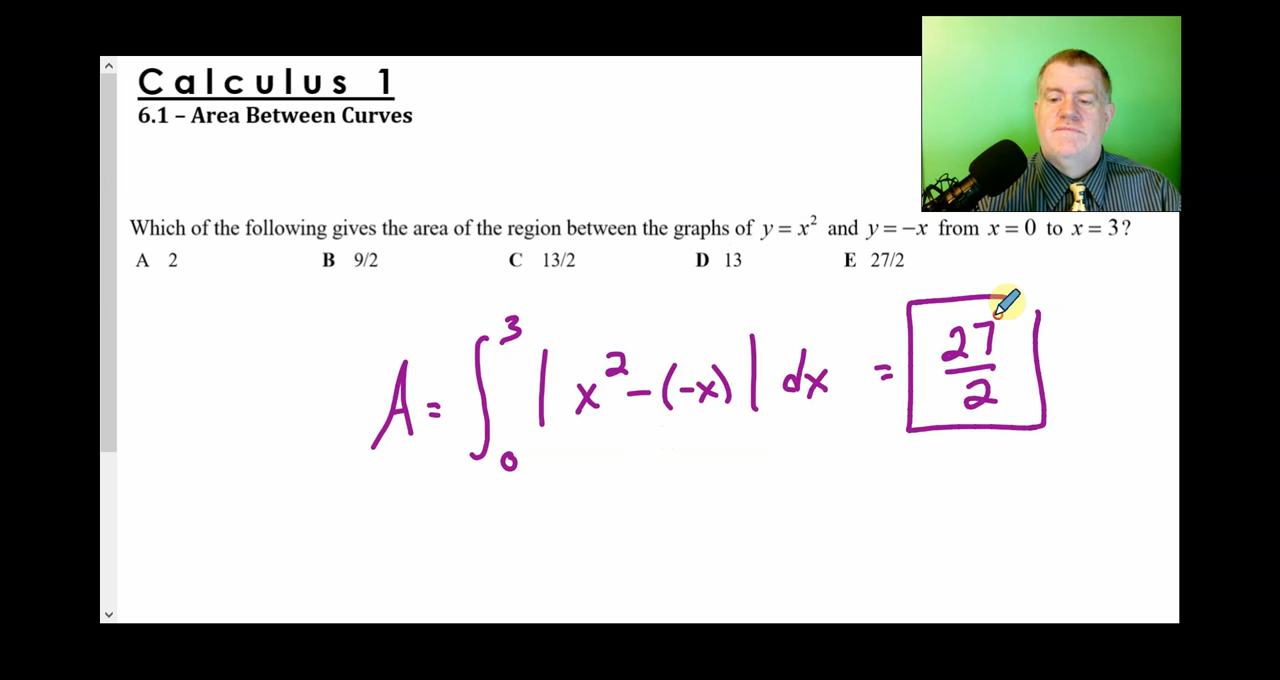 Calculus 1
6.1 – Area Between Curves
Which of the following gives the area of the region between the graphs of y = x² and y = −x from x = 0 to x = 3?
A 2 B 9/2 C 13/2 D 13 E 27/2
A = ∫₀³ | x² − (−x) | dx = 27/2